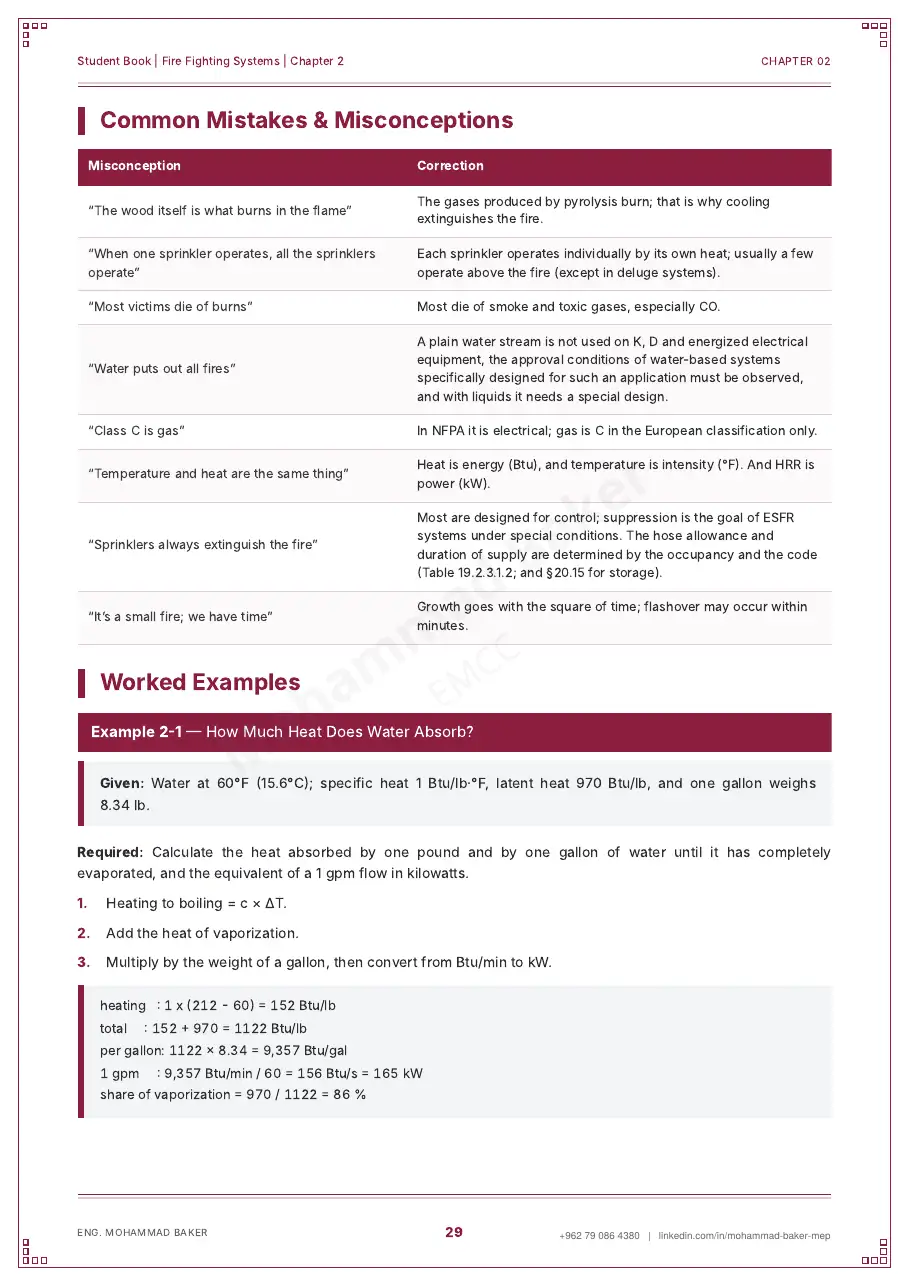 Student Book | Fire Fighting Systems | Chapter 2
CHAPTER 02
Common Mistakes & Misconceptions
Misconception
Correction
“The wood itself is what burns in the flame”
The gases produced by pyrolysis burn; that is why cooling
extinguishes the fire.
“When one sprinkler operates, all the sprinklers
operate”
Each sprinkler operates individually by its own heat; usually a few
operate above the fire (except in deluge systems).
“Most victims die of burns”
Most die of smoke and toxic gases, especially CO.
“Water puts out all fires”
A plain water stream is not used on K, D and energized electrical
equipment, the approval conditions of water-based systems
specifically designed for such an application must be observed,
and with liquids it needs a special design.
“Class C is gas”
In NFPA it is electrical; gas is C in the European classification only.
“Temperature and heat are the same thing”
Heat is energy (Btu), and temperature is intensity (°F). And HRR is
power (kW).
“Sprinklers always extinguish the fire”
Most are designed for control; suppression is the goal of ESFR
systems under special conditions. The hose allowance and
duration of supply are determined by the occupancy and the code
(Table 19.2.3.1.2; and §20.15 for storage).
“It’s a small fire; we have time”
Growth goes with the square of time; flashover may occur within
minutes.
Mohammad Baker
EMCC
Worked Examples
Example 2-1 — How Much Heat Does Water Absorb?
Given: Water at 60°F (15.6°C); specific heat 1 Btu/lb·°F, latent heat 970 Btu/lb, and one gallon weighs
8.34 lb.
Required: Calculate the heat absorbed by one pound and by one gallon of water until it has completely
evaporated, and the equivalent of a 1 gpm flow in kilowatts.
1. Heating to boiling = c × ΔT.
2. Add the heat of vaporization.
3. Multiply by the weight of a gallon, then convert from Btu/min to kW.
heating : 1 x (212 - 60) = 152 Btu/lb
total : 152 + 970 = 1122 Btu/lb
per gallon: 1122 × 8.34 = 9,357 Btu/gal
1 gpm : 9,357 Btu/min / 60 = 156 Btu/s = 165 kW
share of vaporization = 970 / 1122 = 86 %
ENG. MOHAMMAD BAKER
29
+962 79 086 4380 | linkedin.com/in/mohammad-baker-mep